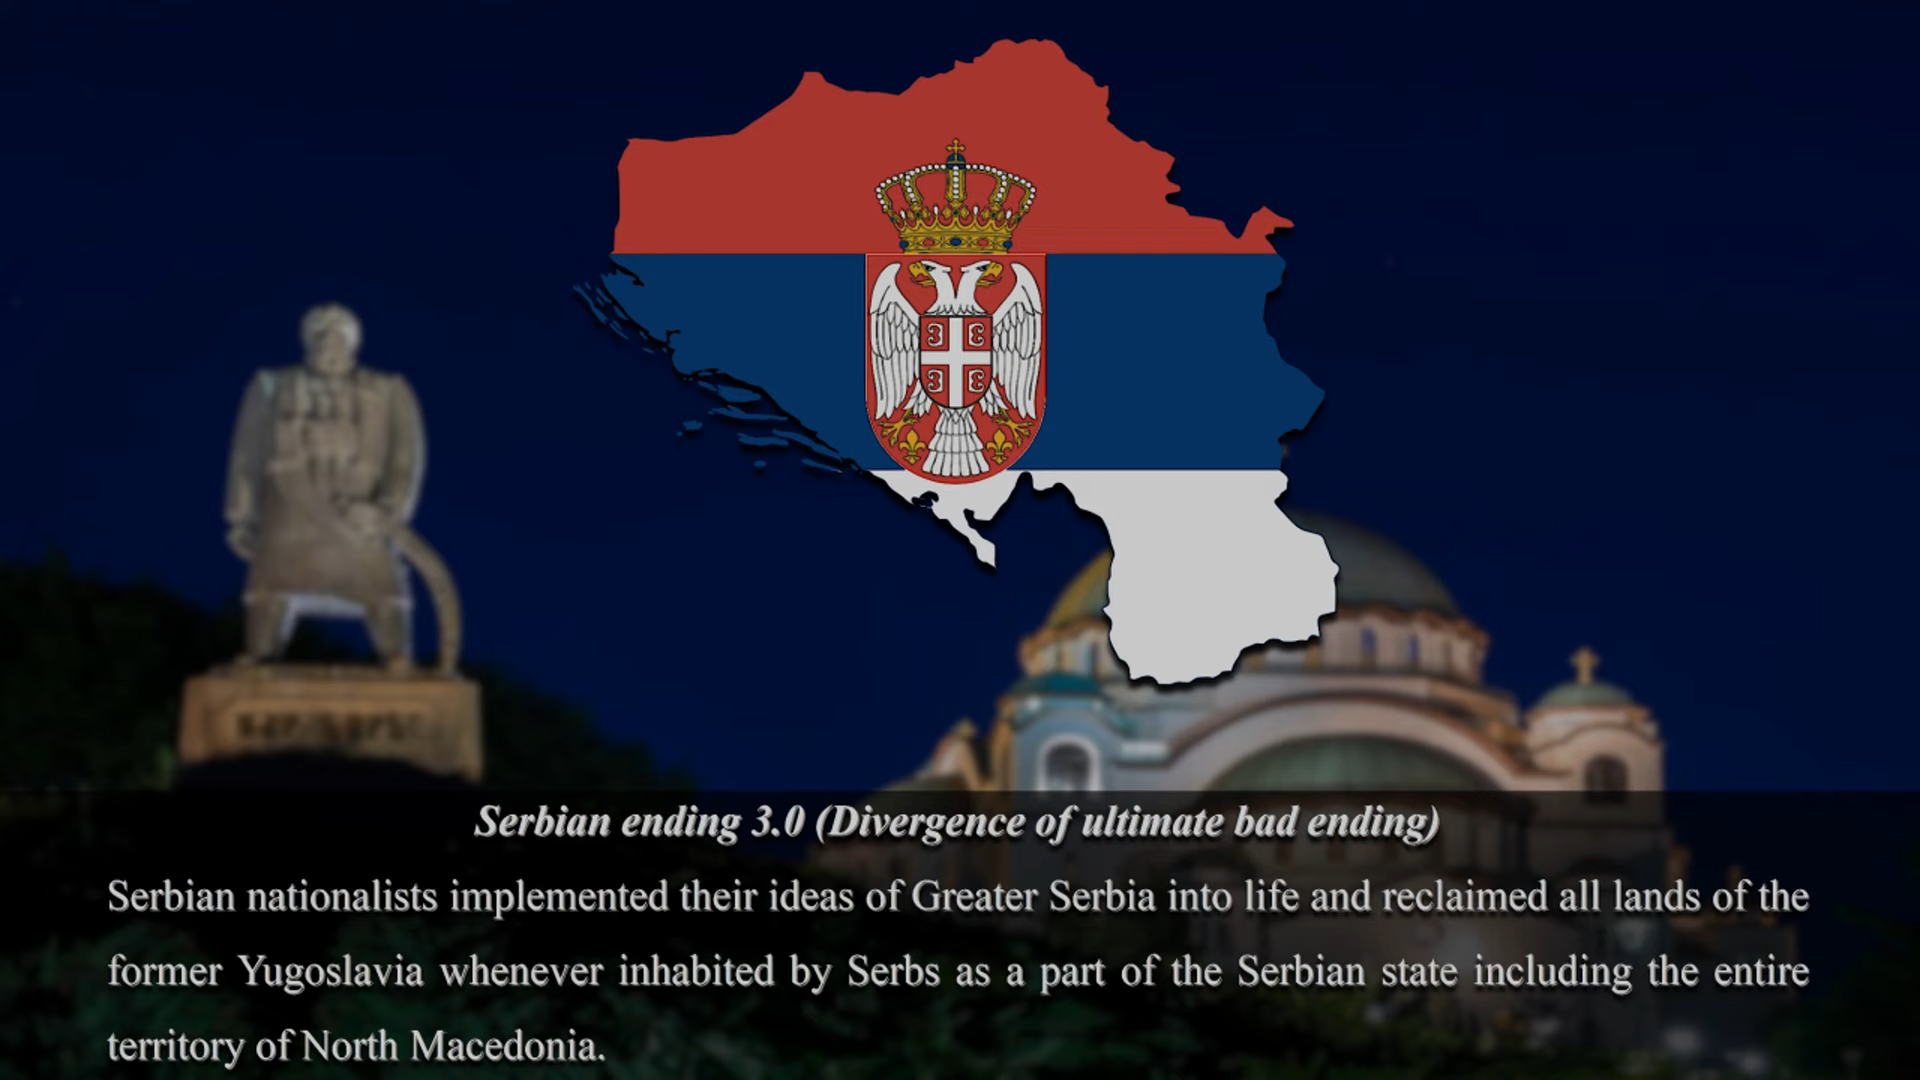 Serbian ending 3.0 (Divergence of ultimate bad ending)
Serbian nationalists implemented their ideas of Greater Serbia into life and reclaimed all lands of the
former Yugoslavia whenever inhabited by Serbs as a part of the Serbian state including the entire
territory of North Macedonia.